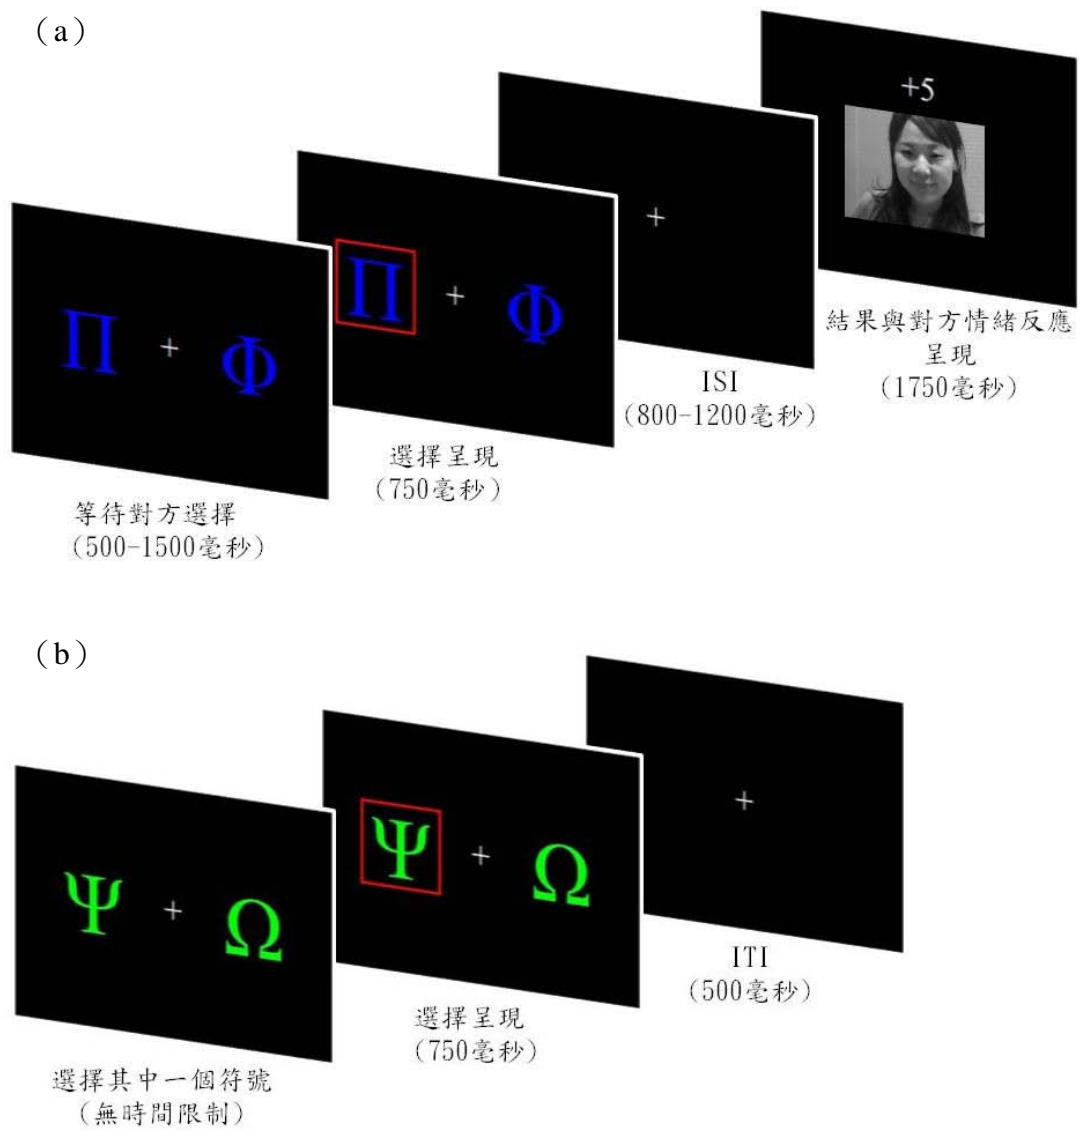 （a）
+5
+
Π + Φ
Π + Φ
結果與對方情緒反應
呈現
（1750毫秒）
ISI
（800-1200毫秒）
選擇呈現
（750毫秒）
等待對方選擇
（500-1500毫秒）
（b）
+
Ψ + Ω
Ψ + Ω
ITI
（500毫秒）
選擇呈現
（750毫秒）
選擇其中一個符號
（無時間限制）